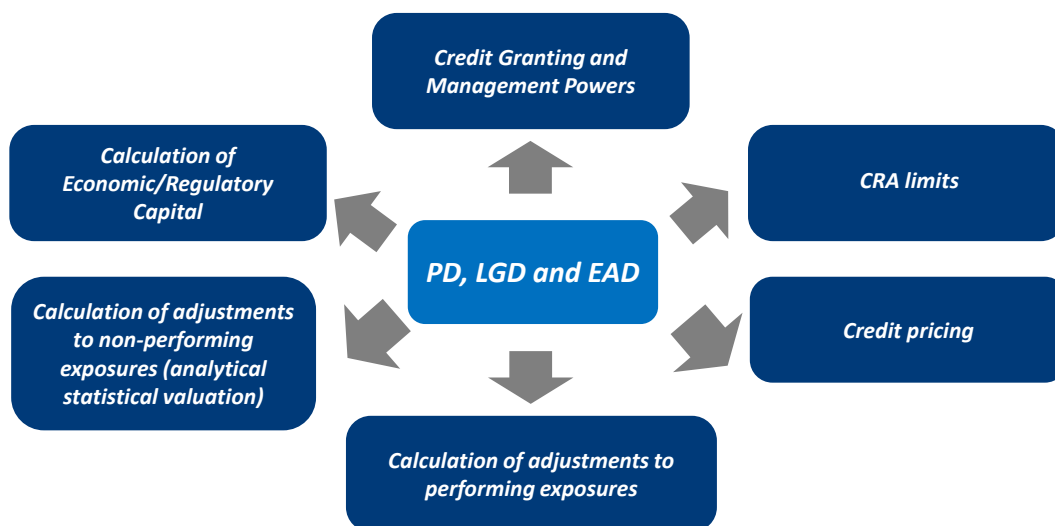 Credit Granting and
Management Powers
Calculation of
Economic/Regulatory
Capital
CRA limits
PD, LGD and EAD
Calculation of adjustments
to non-performing
exposures (analytical
statistical valuation)
Credit pricing
Calculation of adjustments to
performing exposures